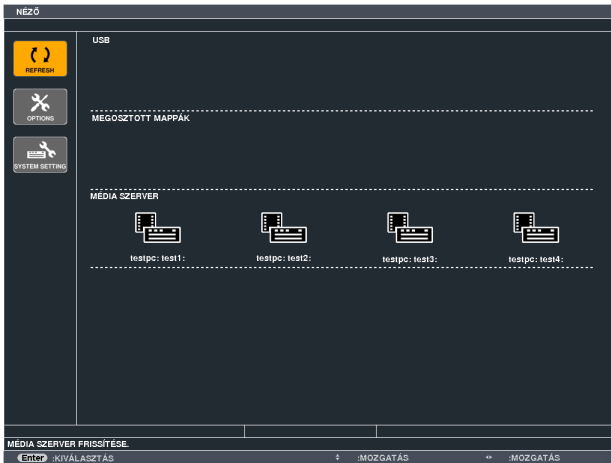 NÉZŐ
USB
REFRESH
OPTIONS
MEGOSZTOTT MAPPÁK
SYSTEM SETTING
MÉDIA SZERVER
testpc: test1: testpc: test2: testpc: test3: testpc: test4:
MÉDIA SZERVER FRISSÍTÉSE.
Enter :KIVÁLASZTÁS :MOZGATÁS :MOZGATÁS